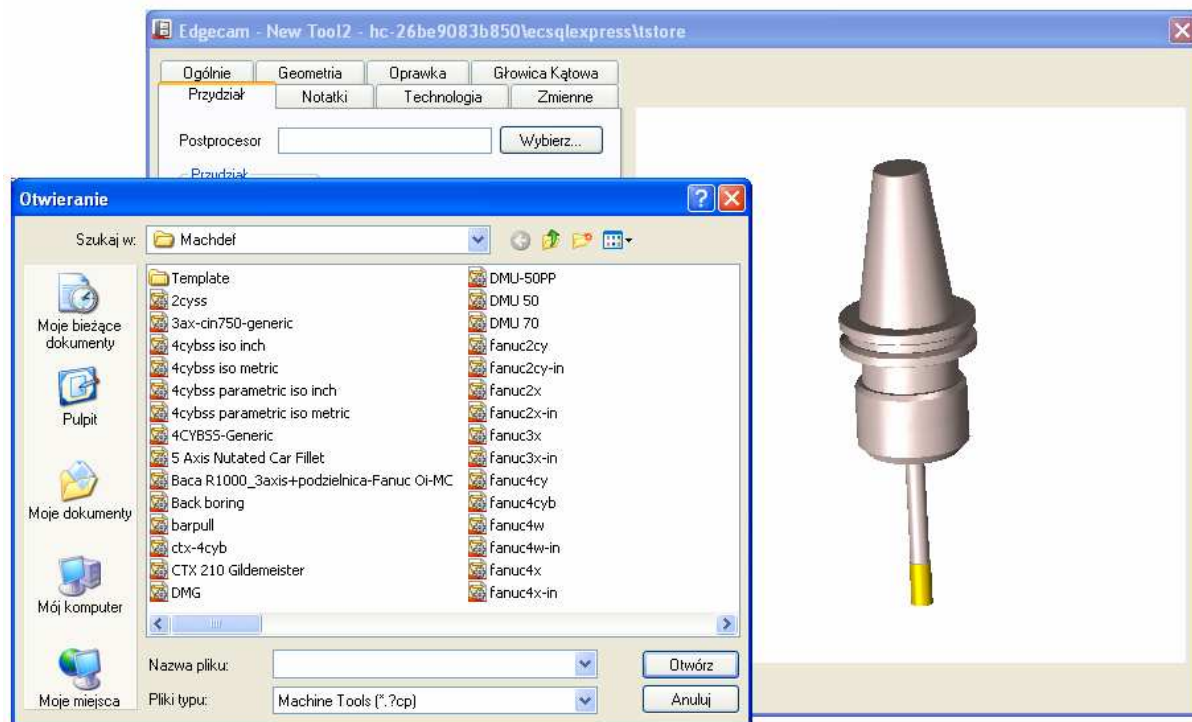 Edgecam - New Tool2 - hc-26be9083b850\ecsqlexpress\tstore
Ogólnie Geometria Oprawka Głowica Kątowa
Przydział Notatki Technologia Zmienne
Postprocesor Wybierz...
Przydział
Otwieranie
Szukaj w: Machdef
Moje bieżące
dokumenty
Pulpit
Moje dokumenty
Mój komputer
Moje miejsca
Template
2cyss
3ax-cin750-generic
4cybss iso inch
4cybss iso metric
4cybss parametric iso inch
4cybss parametric iso metric
4CYBSS-Generic
5 Axis Nutated Car Fillet
Baca R1000_3axis+podzielnica-Fanuc Oi-MC
Back boring
barpull
ctx-4cyb
CTX 210 Gildemeister
DMG
DMU-50PP
DMU 50
DMU 70
fanuc2cy
fanuc2cy-in
fanuc2x
fanuc2x-in
fanuc3x
fanuc3x-in
fanuc4cy
fanuc4cyb
fanuc4w
fanuc4w-in
fanuc4x
fanuc4x-in
Nazwa pliku: Otwórz
Pliki typu: Machine Tools (*.?cp) Anuluj